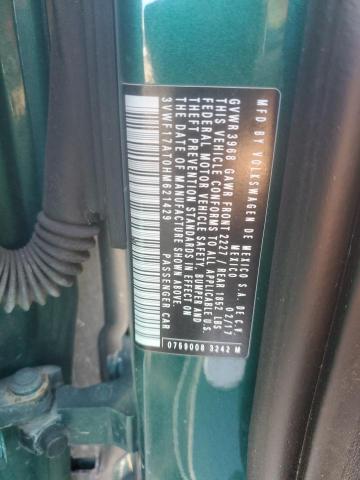 MFD BY VOLKSWAGEN DE MEXICO S.A. DE C.V.
MEXICO 02/17
GVWR 3968 GAWR FRONT 2227 / REAR 1852 LBS
THIS VEHICLE CONFORMS TO ALL APPLICABLE U.S.
FEDERAL MOTOR VEHICLE SAFETY, BUMPER AND
THEFT PREVENTION STANDARDS IN EFFECT ON
THE DATE OF MANUFACTURE SHOWN ABOVE.
3VWF17AT0HM621429 PASSENGER CAR
0769008 3242 M